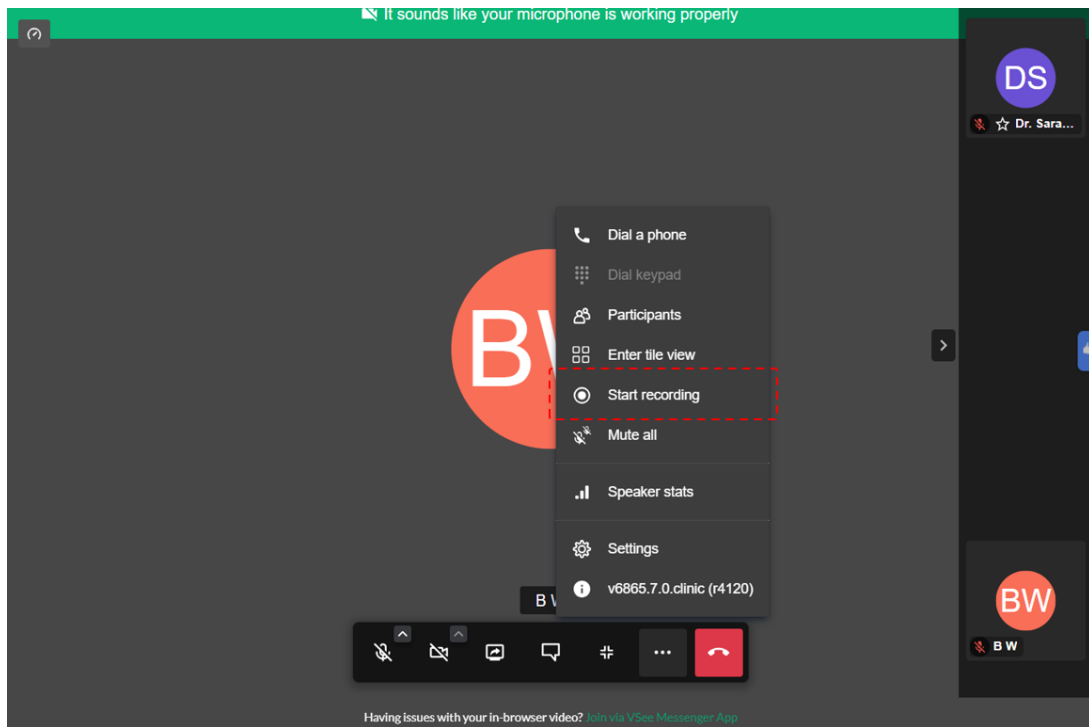 It sounds like your microphone is working properly
DS
Dr. Sara...
Dial a phone
Dial keypad
Participants
Enter tile view
BW
Start recording
Mute all
Speaker stats
Settings
v6865.7.0.clinic (r4120)
B
BW
B W
Having issues with your in-browser video? Join via VSee Messenger App